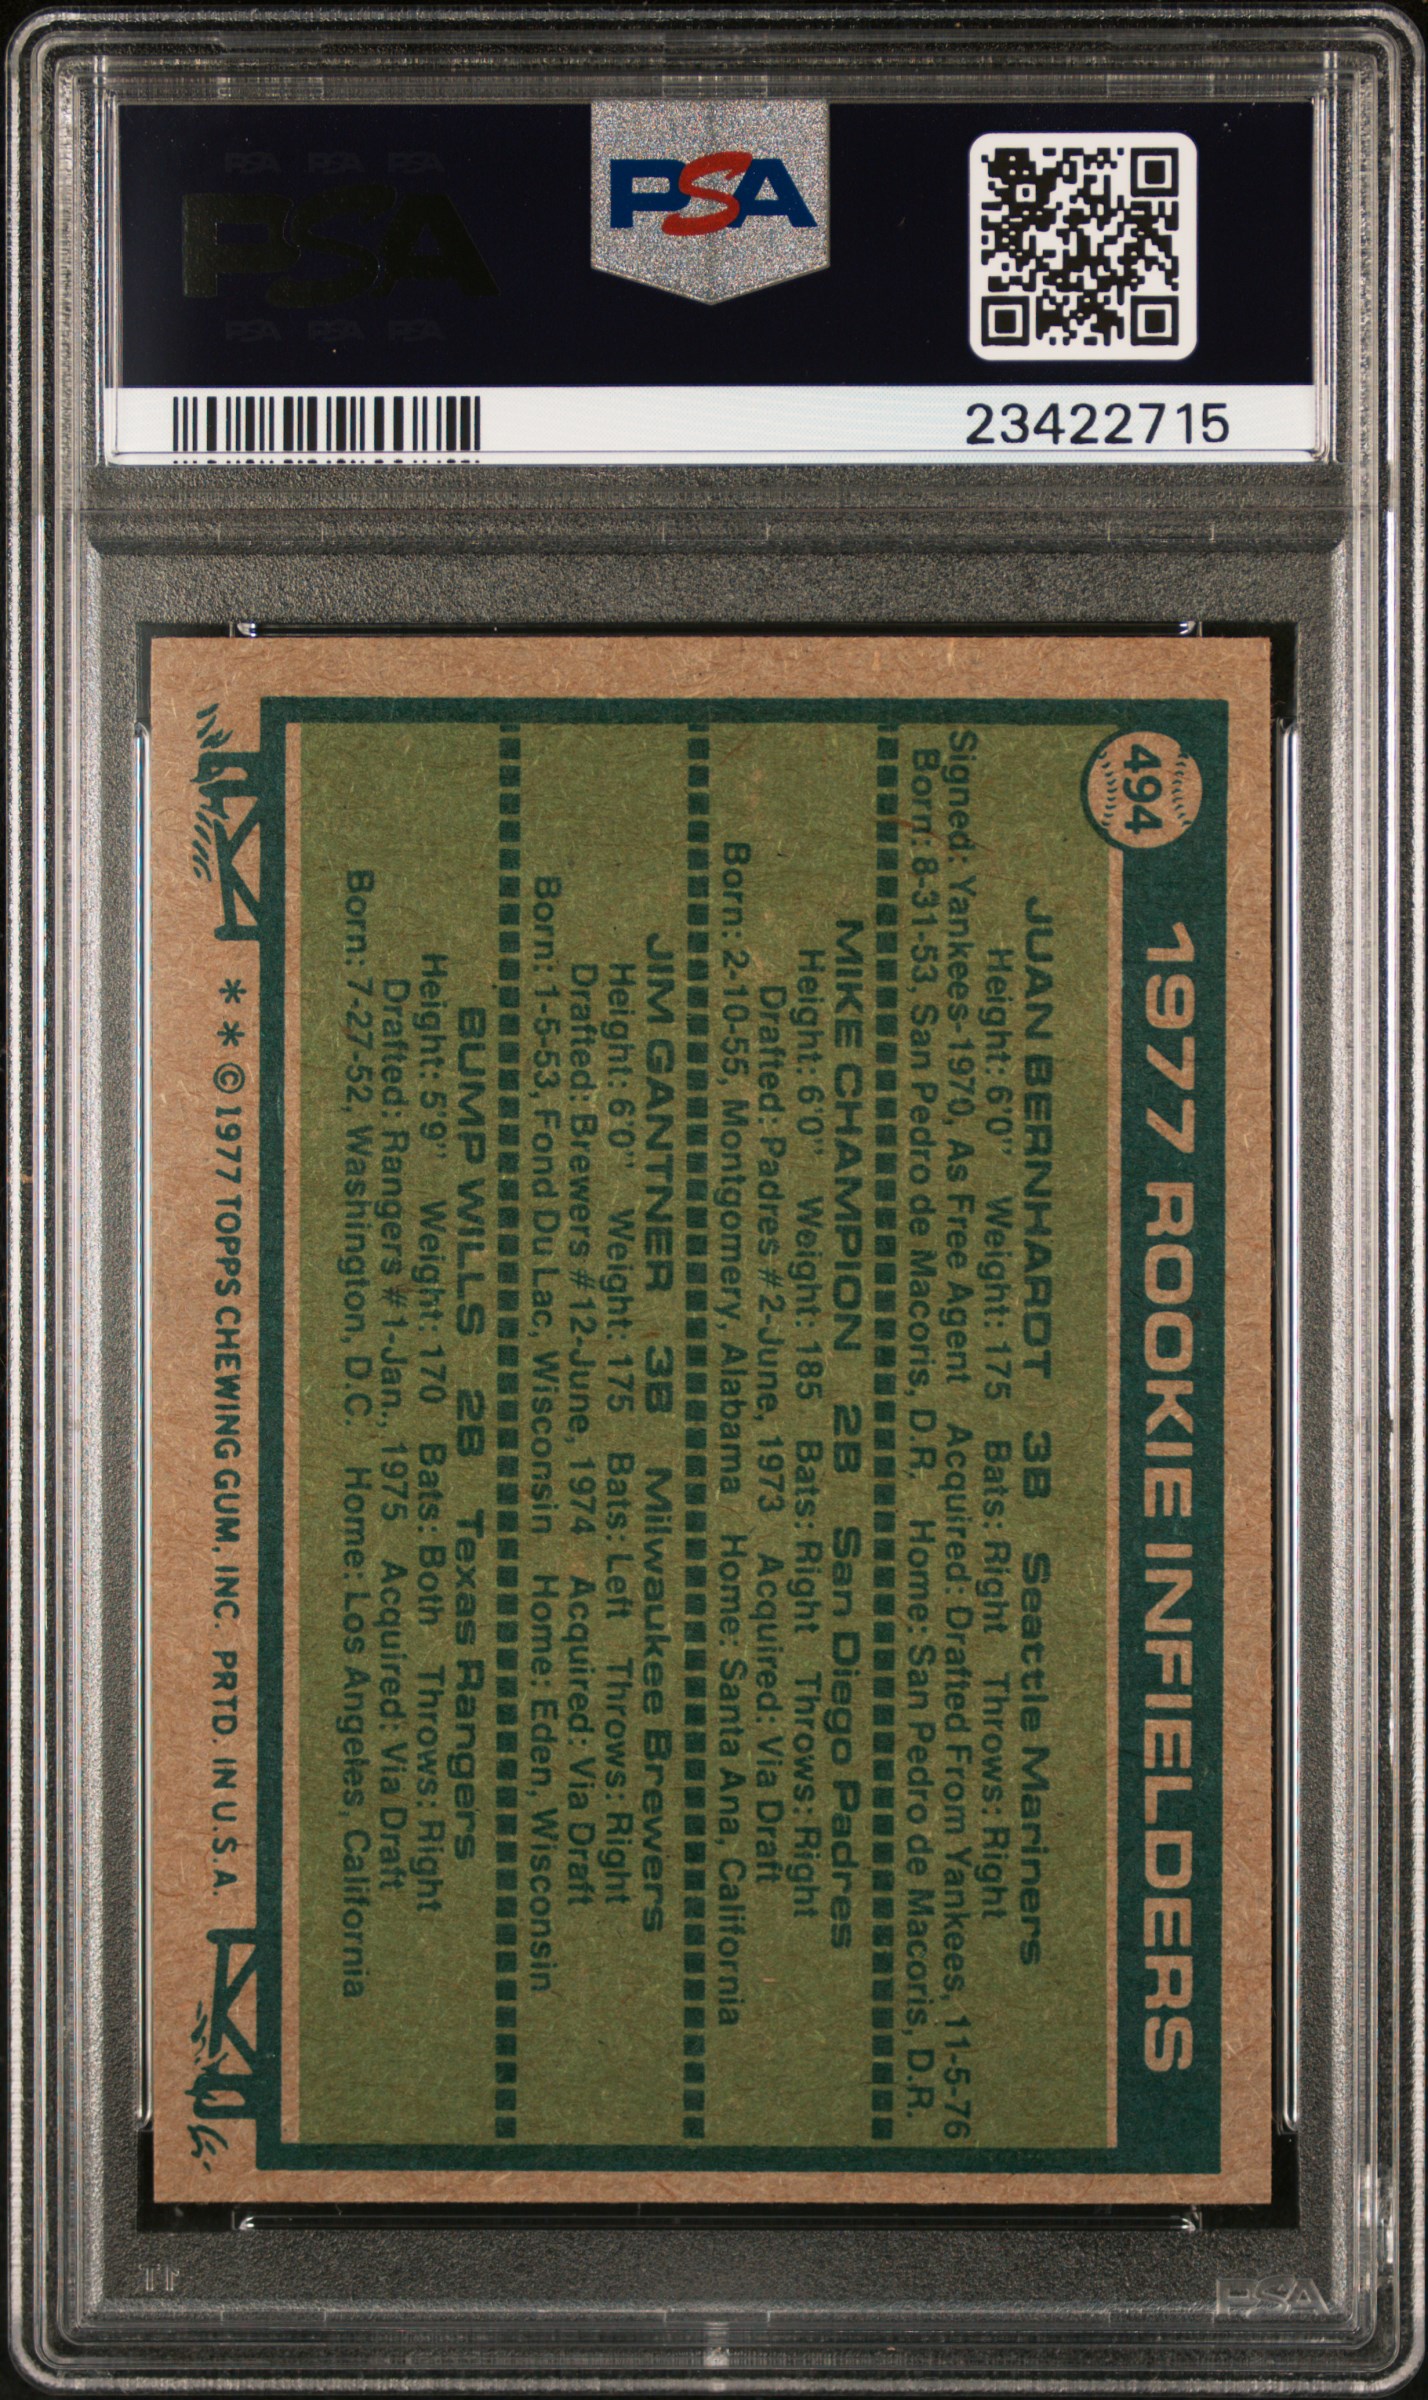 PSA PSA PSA
PSA
PSA PSA PSA
PSA
23422715
494
1977 ROOKIE INFIELDERS
JUAN BERNHARDT 3B Seattle Mariners
Height: 6'0" Weight: 175 Bats: Right Throws: Right
Signed: Yankees-1970, As Free Agent Acquired: Drafted From Yankees, 11-5-76
Born: 8-31-53, San Pedro de Macoris, D.R. Home: San Pedro de Macoris, D.R.
MIKE CHAMPION 2B San Diego Padres
Height: 6'0" Weight: 185 Bats: Right Throws: Right
Drafted: Padres #2-June, 1973 Acquired: Via Draft
Born: 2-10-55, Montgomery, Alabama Home: Santa Ana, California
JIM GANTNER 3B Milwaukee Brewers
Height: 6'0" Weight: 175 Bats: Left Throws: Right
Drafted: Brewers #12-June, 1974 Acquired: Via Draft
Born: 1-5-53, Fond Du Lac, Wisconsin Home: Eden, Wisconsin
BUMP WILLS 2B Texas Rangers
Height: 5'9" Weight: 170 Bats: Both Throws: Right
Drafted: Rangers #1-Jan., 1975 Acquired: Via Draft
Born: 7-27-52, Washington, D.C. Home: Los Angeles, California
* * © 1977 TOPPS CHEWING GUM, INC. PRTD. IN U.S.A.
PSA